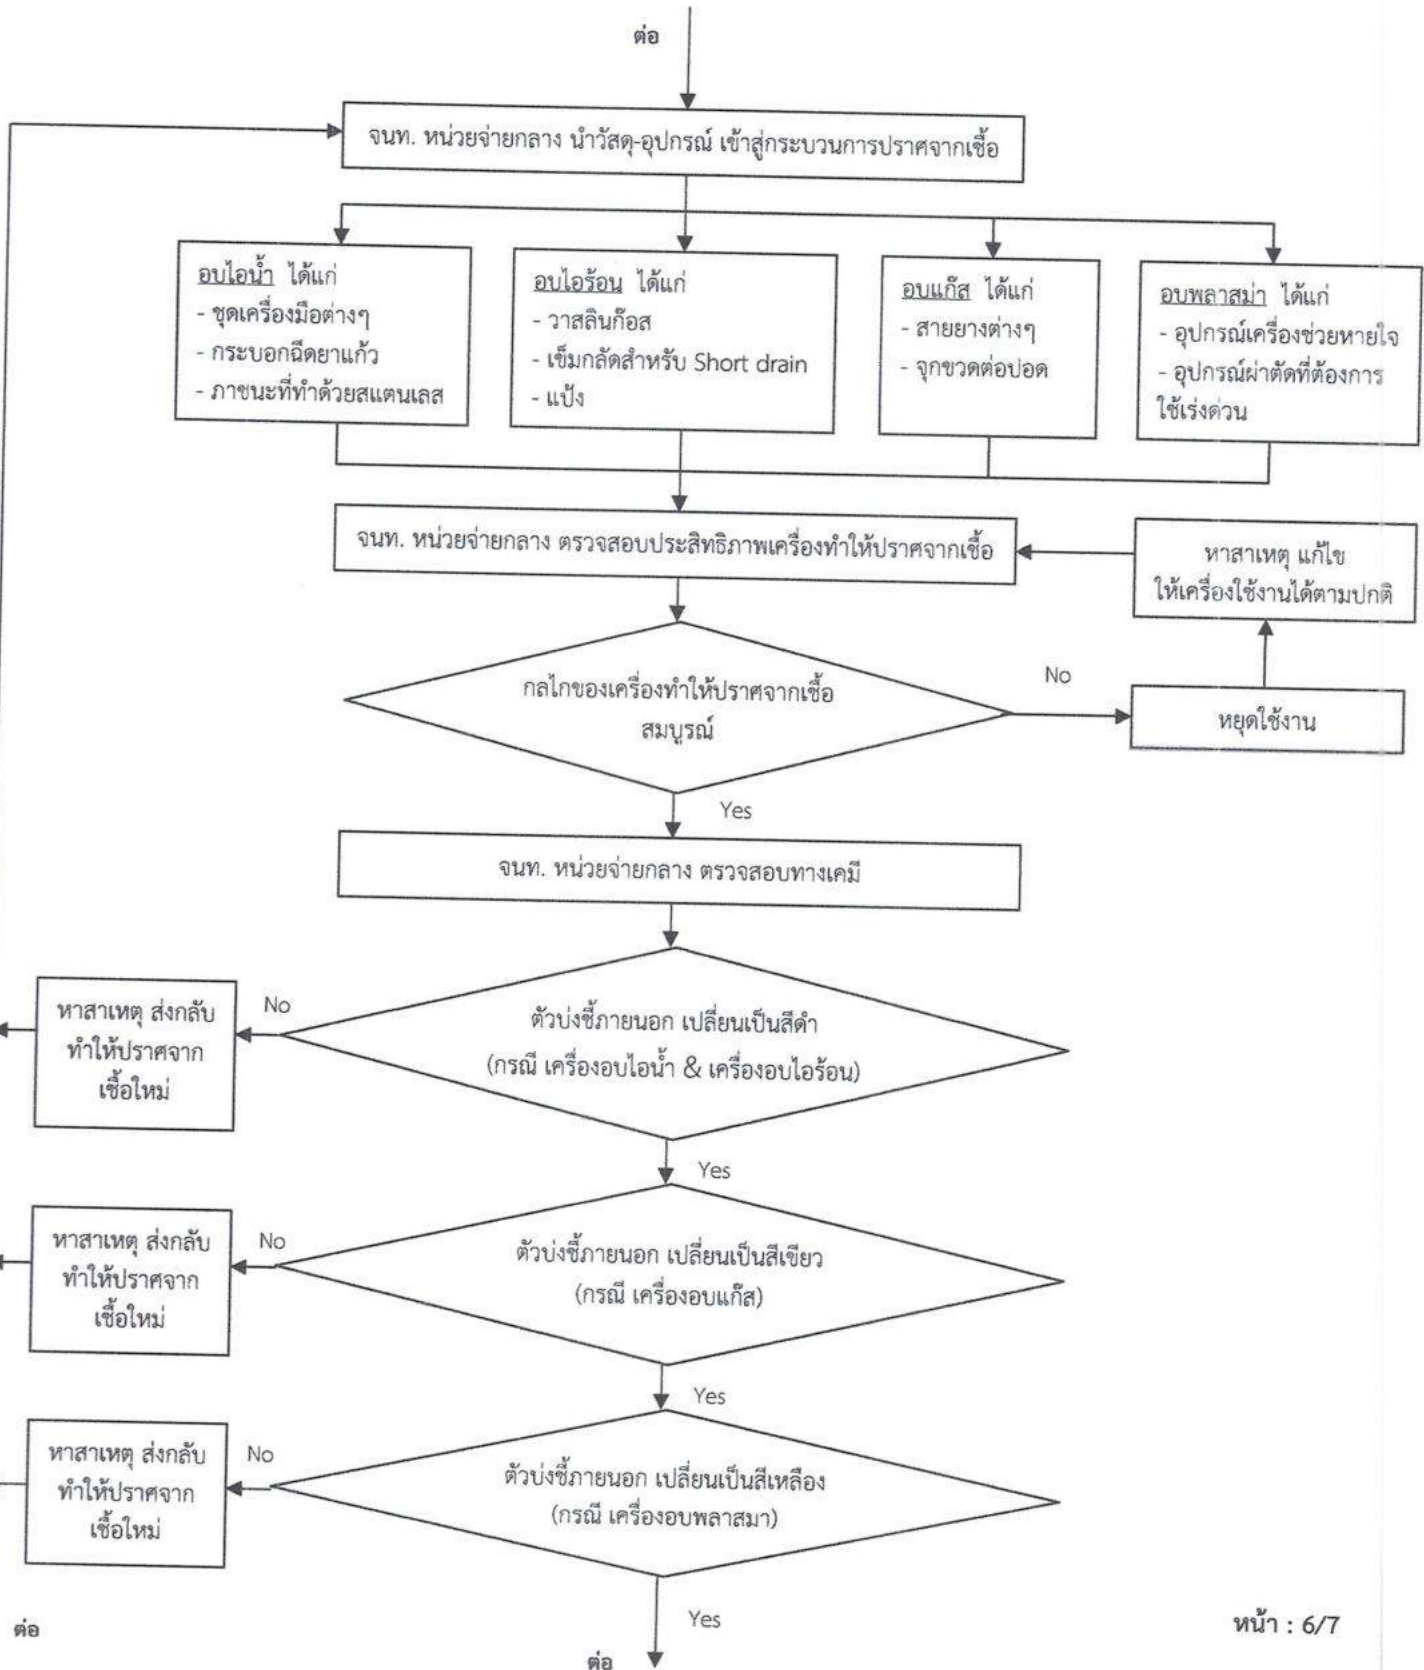 ต่อ
จนท. หน่วยจ่ายกลาง นำวัสดุ-อุปกรณ์ เข้าสู่กระบวนการปราศจากเชื้อ
อบไอน้ำ ได้แก่
- ชุดเครื่องมือต่างๆ
- กระบอกฉีดยาแก้ว
- ภาชนะที่ทำด้วยสแตนเลส
อบไอร้อน ได้แก่
- วาสลินก๊อส
- เข็มกลัดสำหรับ Short drain
- แป้ง
อบแก๊ส ได้แก่
- สายยางต่างๆ
- จุกขวดต่อปอด
อบพลาสม่า ได้แก่
- อุปกรณ์เครื่องช่วยหายใจ
- อุปกรณ์ผ่าตัดที่ต้องการ
ใช้เร่งด่วน
จนท. หน่วยจ่ายกลาง ตรวจสอบประสิทธิภาพเครื่องทำให้ปราศจากเชื้อ
หาสาเหตุ แก้ไข
ให้เครื่องใช้งานได้ตามปกติ
กลไกของเครื่องทำให้ปราศจากเชื้อ
สมบูรณ์
No
หยุดใช้งาน
Yes
จนท. หน่วยจ่ายกลาง ตรวจสอบทางเคมี
ตัวบ่งชี้ภายนอก เปลี่ยนเป็นสีดำ
(กรณี เครื่องอบไอน้ำ & เครื่องอบไอร้อน)
No
หาสาเหตุ ส่งกลับ
ทำให้ปราศจาก
เชื้อใหม่
Yes
ตัวบ่งชี้ภายนอก เปลี่ยนเป็นสีเขียว
(กรณี เครื่องอบแก๊ส)
No
หาสาเหตุ ส่งกลับ
ทำให้ปราศจาก
เชื้อใหม่
Yes
ตัวบ่งชี้ภายนอก เปลี่ยนเป็นสีเหลือง
(กรณี เครื่องอบพลาสมา)
No
หาสาเหตุ ส่งกลับ
ทำให้ปราศจาก
เชื้อใหม่
Yes
ต่อ
ต่อ
หน้า : 6/7